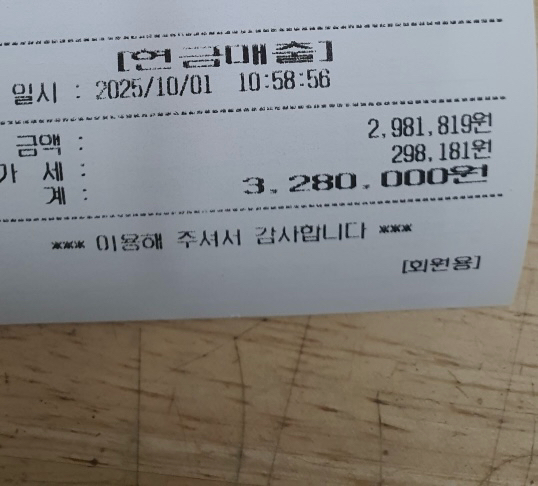 [현금매출]
일시 : 2025/10/01 10:58:56
금액 : 2,981,819원
가 세 : 298,181원
계 : 3,280,000원
*** 이용해 주셔서 감사합니다 ***
[회원용]